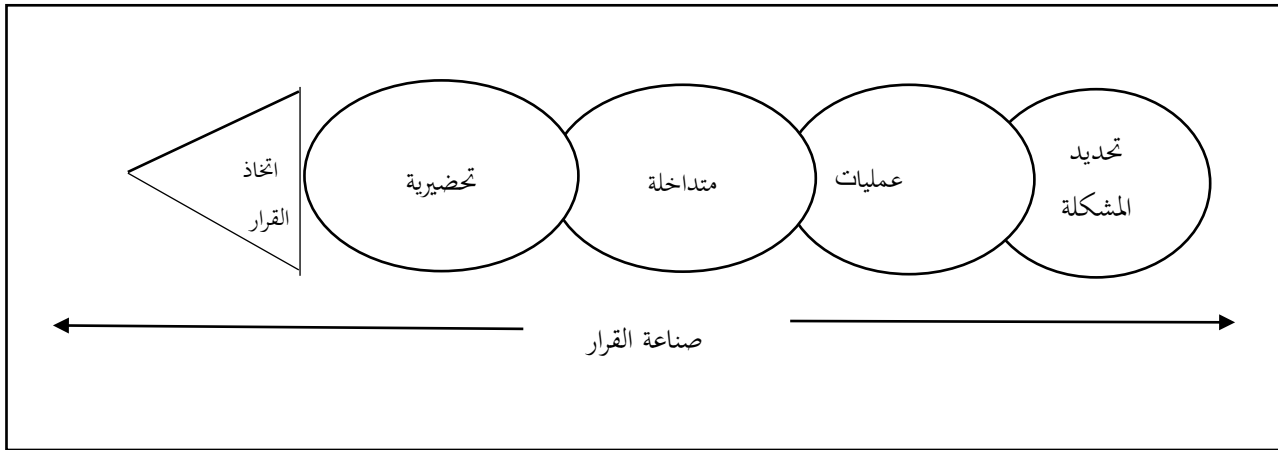 تحديد
المشكلة
عمليات
متداخلة
تحضيرية
اتخاذ
القرار
صناعة القرار